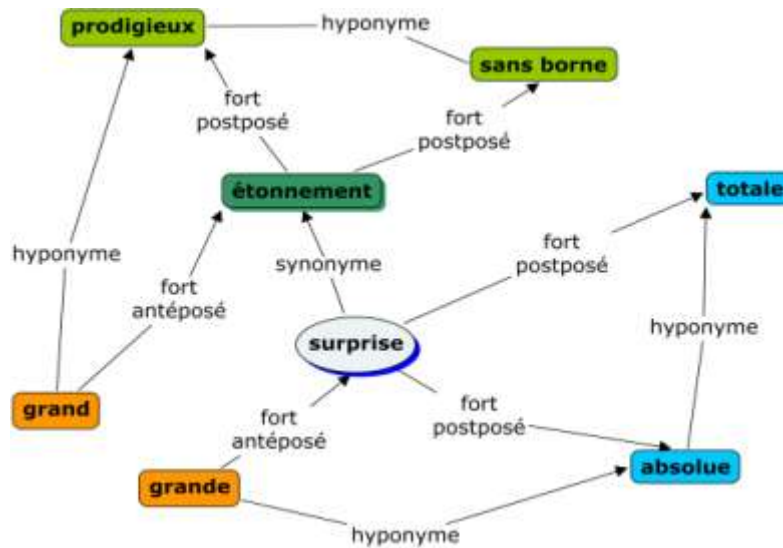 prodigieux
hyponyme
sans borne
fort
postposé
fort
postposé
étonnement
totale
hyponyme
synonyme
fort
postposé
fort
antéposé
hyponyme
surprise
grand
fort
antéposé
fort
postposé
grande
absolue
hyponyme